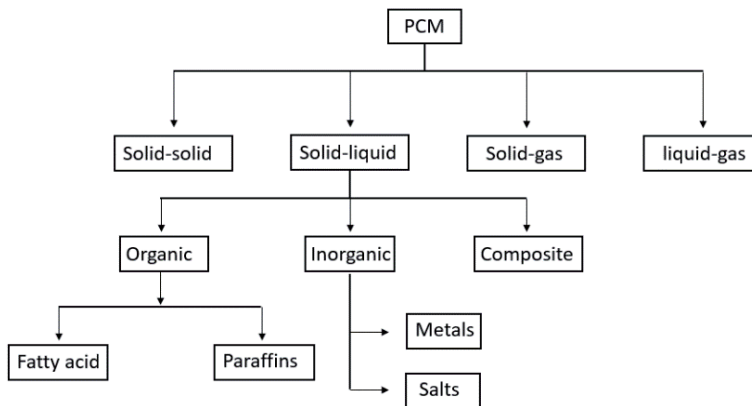 PCM
Solid-solid
Solid-liquid
Solid-gas
liquid-gas
Organic
Inorganic
Composite
Fatty acid
Paraffins
Metals
Salts